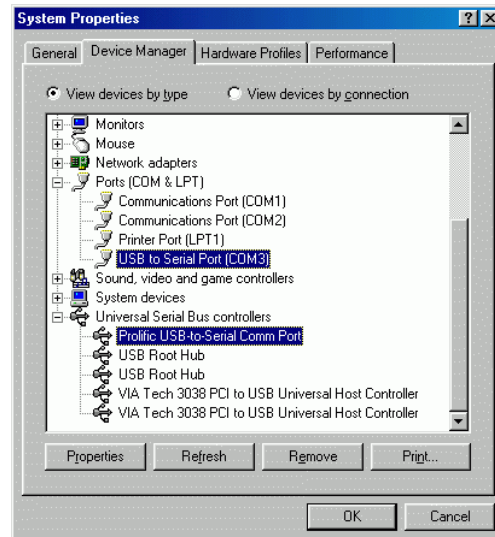 System Properties
General Device Manager Hardware Profiles Performance
View devices by type View devices by connection
Monitors
Mouse
Network adapters
Ports (COM & LPT)
Communications Port (COM1)
Communications Port (COM2)
Printer Port (LPT1)
USB to Serial Port (COM3)
Sound, video and game controllers
System devices
Universal Serial Bus controllers
Prolific USB-to-Serial Comm Port
USB Root Hub
USB Root Hub
VIA Tech 3038 PCI to USB Universal Host Controller
VIA Tech 3038 PCI to USB Universal Host Controller
Properties Refresh Remove Print...
OK Cancel